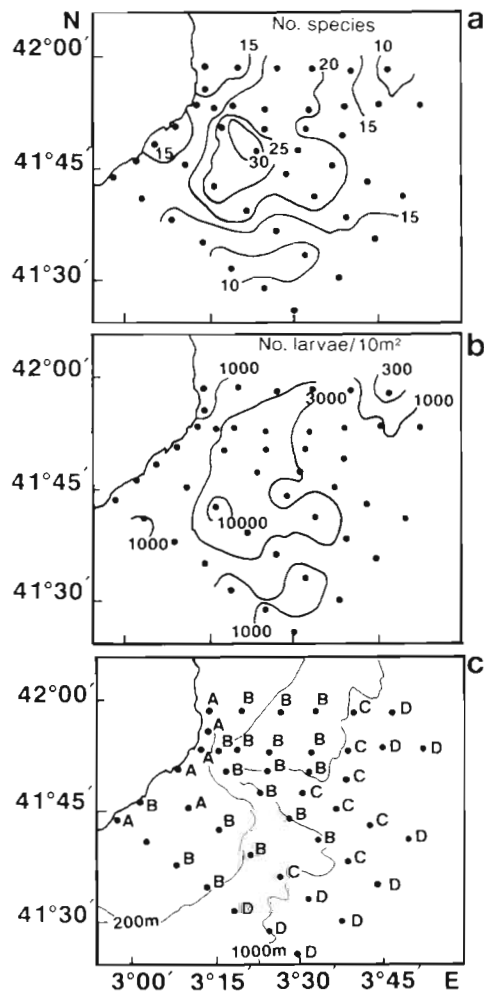 N
No. species
a
42°00′
15
20
10
15
25
15
30
41°45′
15
41°30′
10
No. larvae/10m²
b
42°00′
1000
300
3000
1000
41°45′
10000
1000
41°30′
1000
c
42°00′
A B B B C D
A
A B B B B C D D
A B B B C
B B C
B A B C
A B B C
B D
B B C
B C D
B D
D D
41°30′
200m
D
1000m D
41°45′
3°00′ 3°15′ 3°30′ 3°45′ E